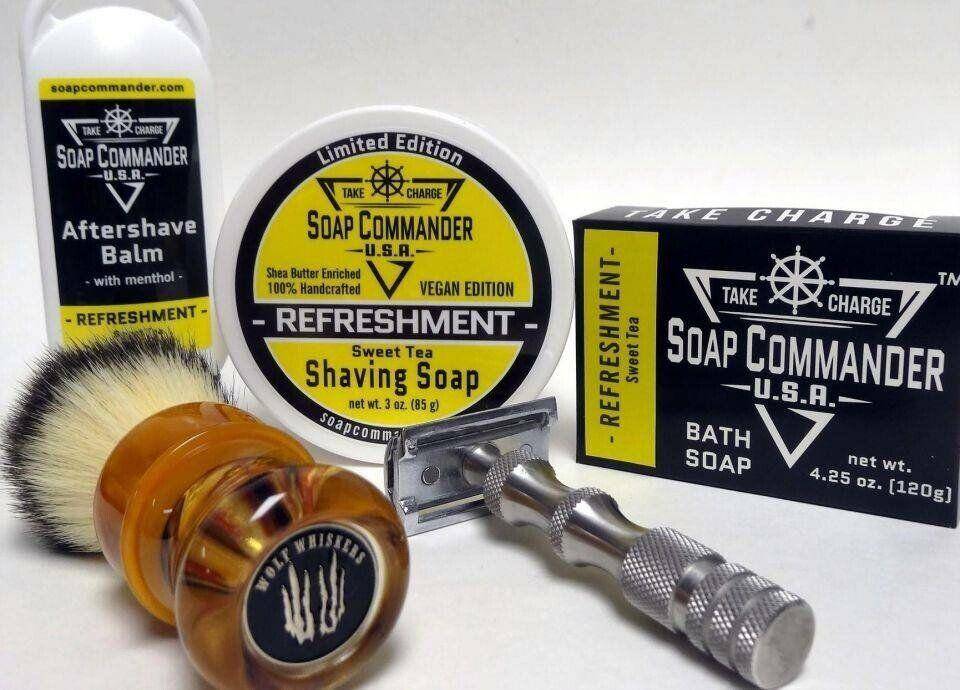 soapcommander.com
TAKE CHARGE
SOAP COMMANDER
U.S.A.
Aftershave
Balm
- with menthol -
- REFRESHMENT -
Limited Edition
TAKE CHARGE
SOAP COMMANDER
U.S.A.
Shea Butter Enriched
100% Handcrafted
VEGAN EDITION
- REFRESHMENT -
Sweet Tea
Shaving Soap
net wt. 3 oz. (85 g)
TAKE CHARGE
- REFRESHMENT -
Sweet Tea
TAKE CHARGE
TM
SOAP COMMANDER
U.S.A.
BATH
SOAP
net wt.
4.25 oz. (120g)
WOLF WHISKERS